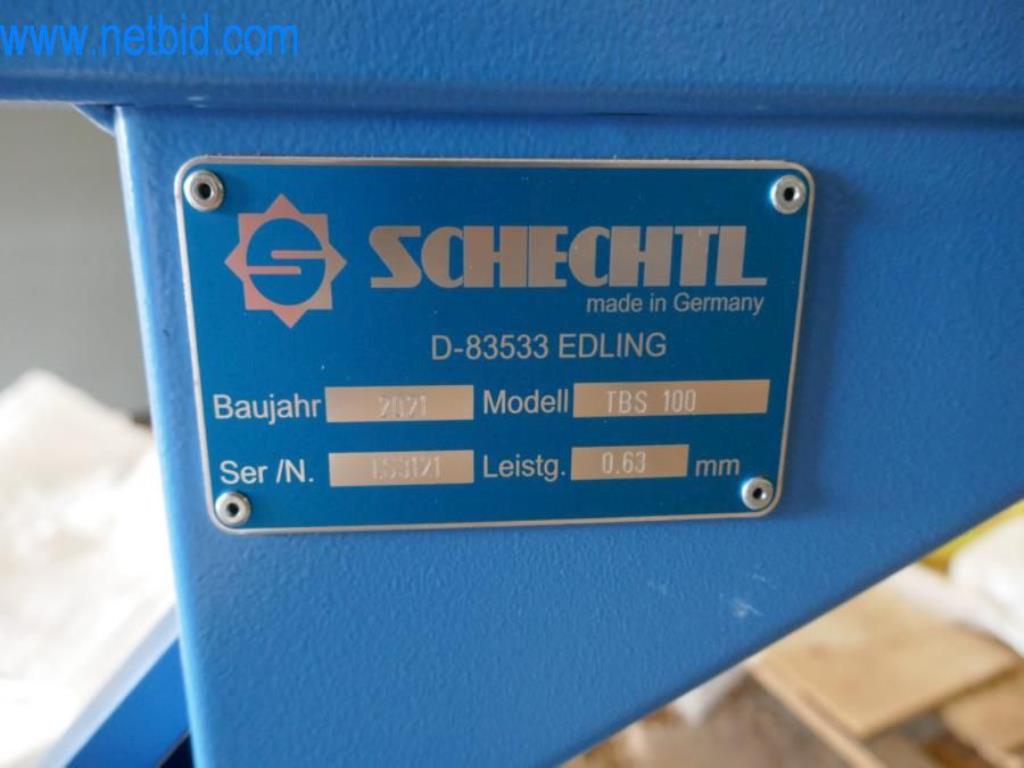 www.netbid.com
S SCHECHTL
made in Germany
D-83533 EDLING
Baujahr 2021 Modell TBS 100
Ser /N. Leistg. 0.63 mm